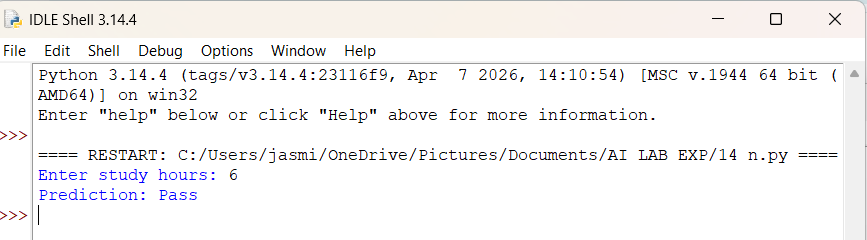 IDLE Shell 3.14.4
File Edit Shell Debug Options Window Help
Python 3.14.4 (tags/v3.14.4:23116f9, Apr  7 2026, 14:10:54) [MSC v.1944 64 bit (
AMD64)] on win32
Enter "help" below or click "Help" above for more information.
>>>
==== RESTART: C:/Users/jasmi/OneDrive/Pictures/Documents/AI LAB EXP/14 n.py ====
Enter study hours: 6
Prediction: Pass
>>>